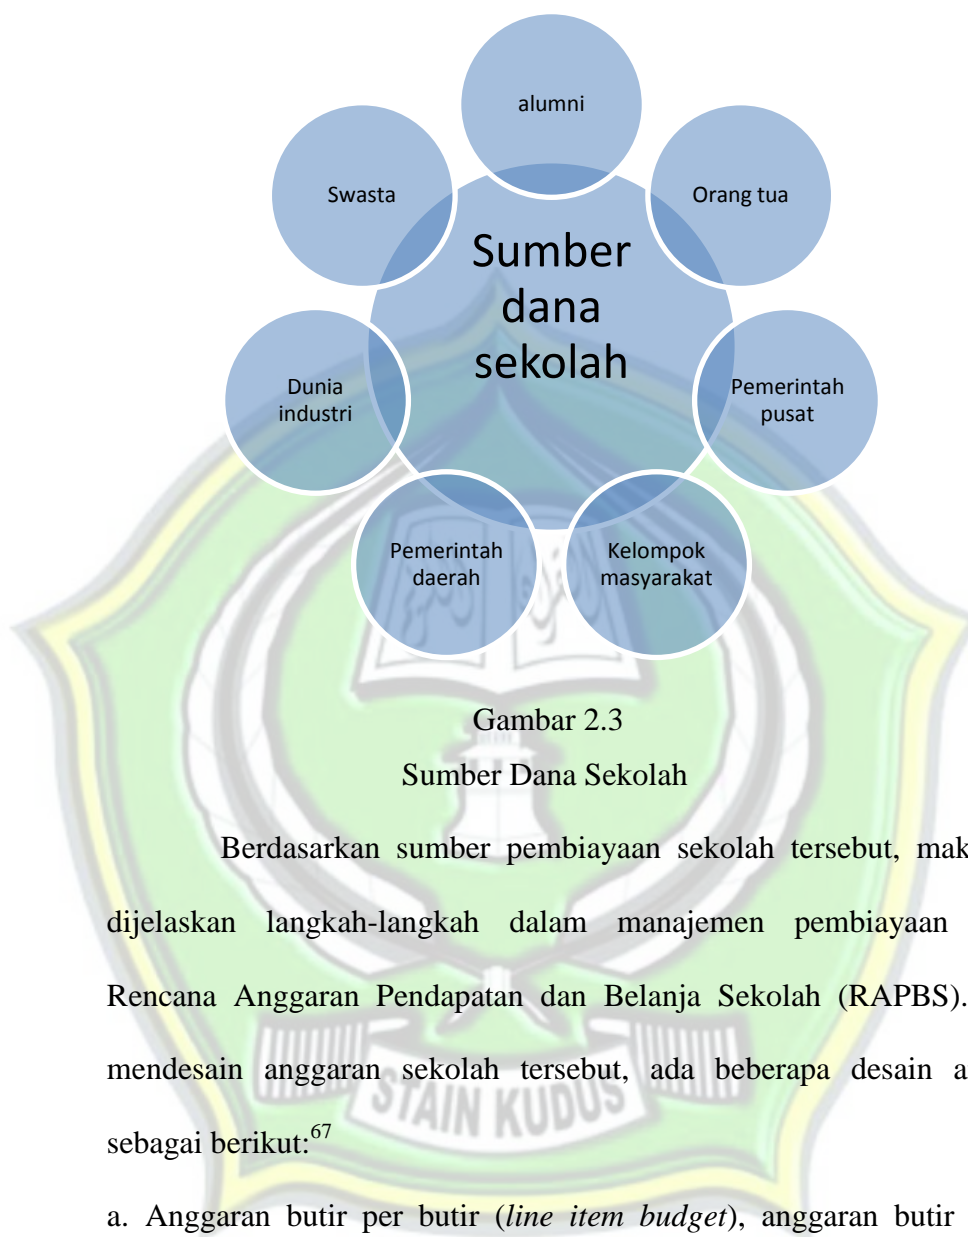 alumni
Swasta
Orang tua
Sumber
dana
sekolah
Dunia
industri
Pemerintah
pusat
Pemerintah
daerah
Kelompok
masyarakat
Gambar 2.3
Sumber Dana Sekolah
Berdasarkan sumber pembiayaan sekolah tersebut, mak
dijelaskan langkah-langkah dalam manajemen pembiayaan
Rencana Anggaran Pendapatan dan Belanja Sekolah (RAPBS).
mendesain anggaran sekolah tersebut, ada beberapa desain a
sebagai berikut:67
a. Anggaran butir per butir (line item budget), anggaran butir
STAIN KUDUS